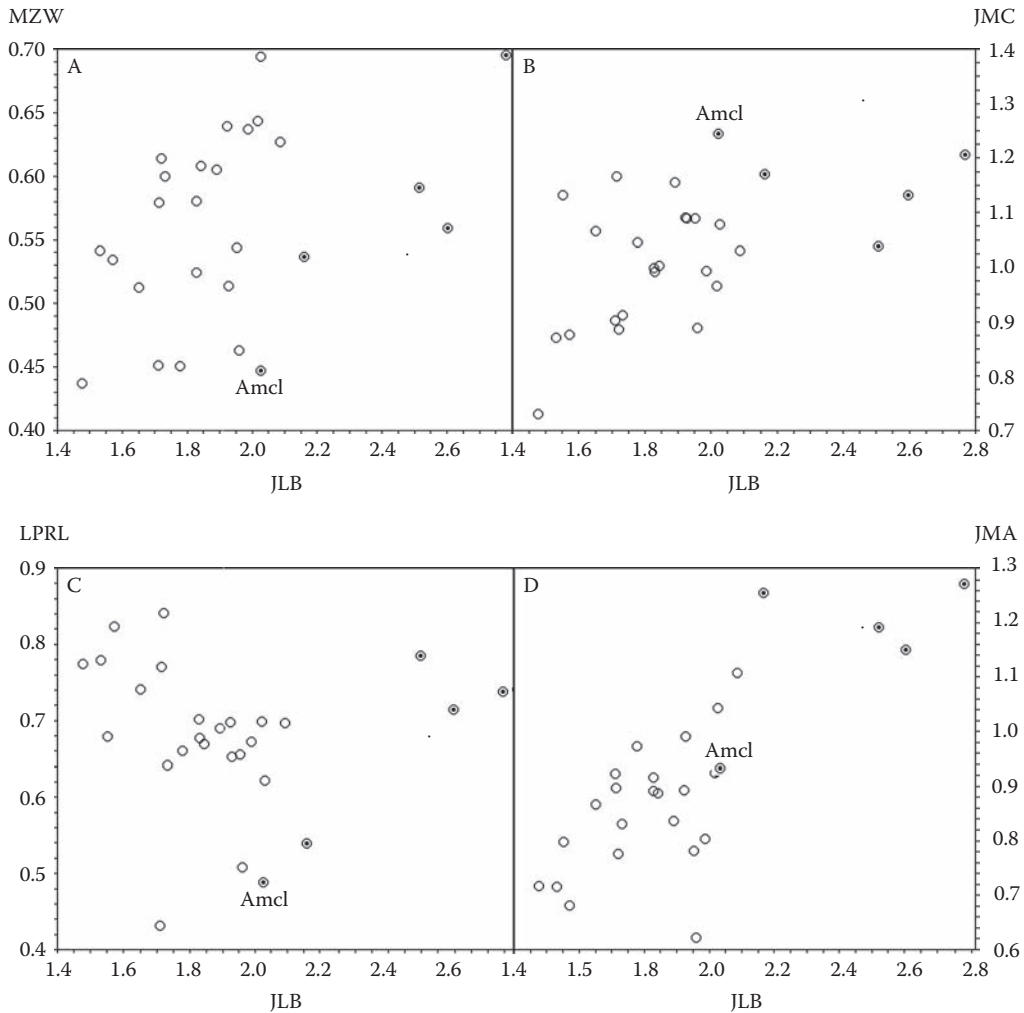 MZW JMC
0.70 1.4
A B
1.3
0.65 Amcl
1.2
0.60
1.1
0.55
1.0
0.50
0.9
0.45
Amcl 0.8
0.40 0.7
1.4 1.6 1.8 2.0 2.2 2.4 2.6 1.4 1.6 1.8 2.0 2.2 2.4 2.6 2.8
JLB JLB
LPRL JMA
0.9 1.3
C D
1.2
0.8
1.1
0.7
1.0
Amcl
0.6 0.9
0.8
0.5
Amcl 0.7
0.4 0.6
1.4 1.6 1.8 2.0 2.2 2.4 2.6 1.4 1.5 1.8 2.0 2.2 2.4 2.6 2.8
JLB JLB